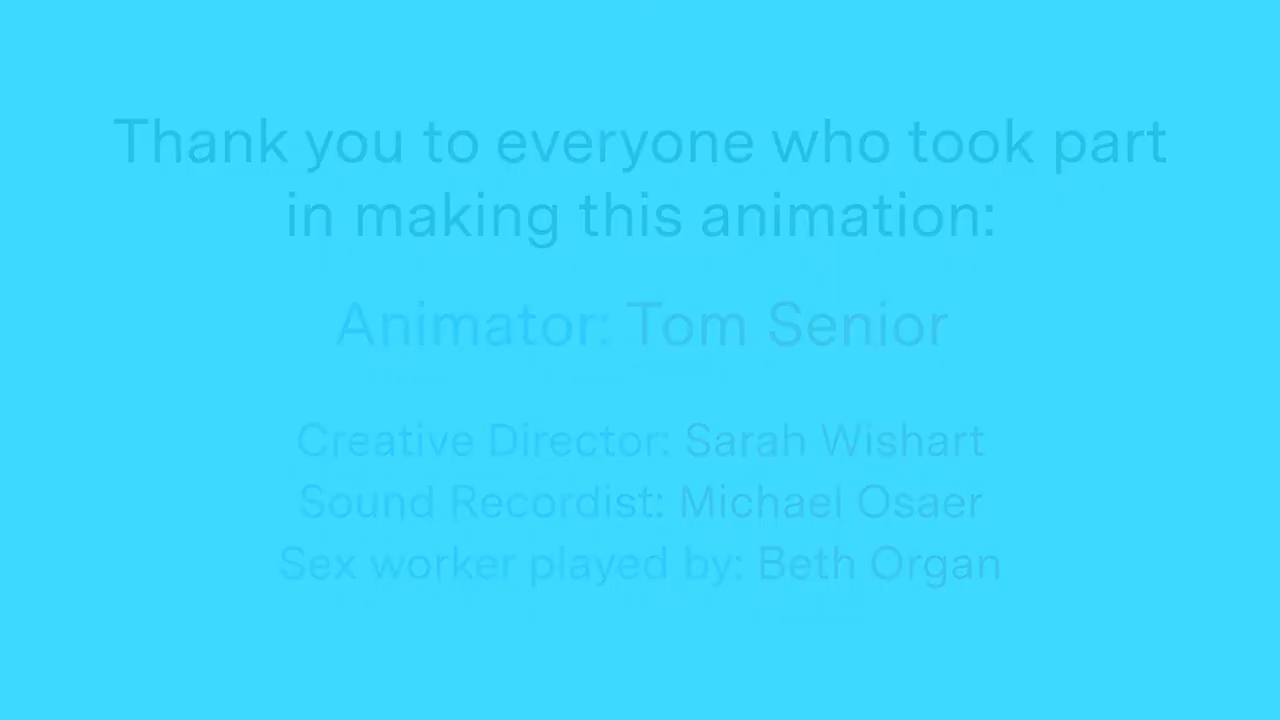 Thank you to everyone who took part
in making this animation:
Animator: Tom Senior
Creative Director: Sarah Wishart
Sound Recordist: Michael Osaer
Sex worker played by: Beth Organ